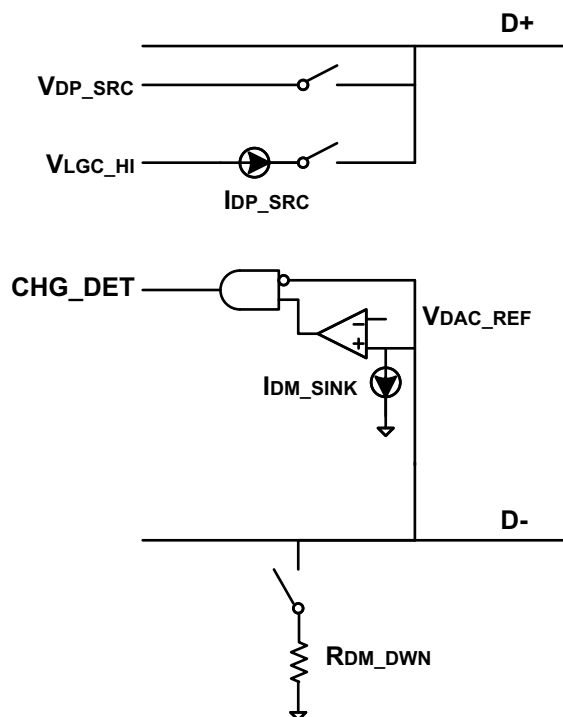 D+
VDP_SRC
VLGC_HI
IDP_SRC
CHG_DET
VDAC_REF
−
+
IDM_SINK
D-
RDM_DWN